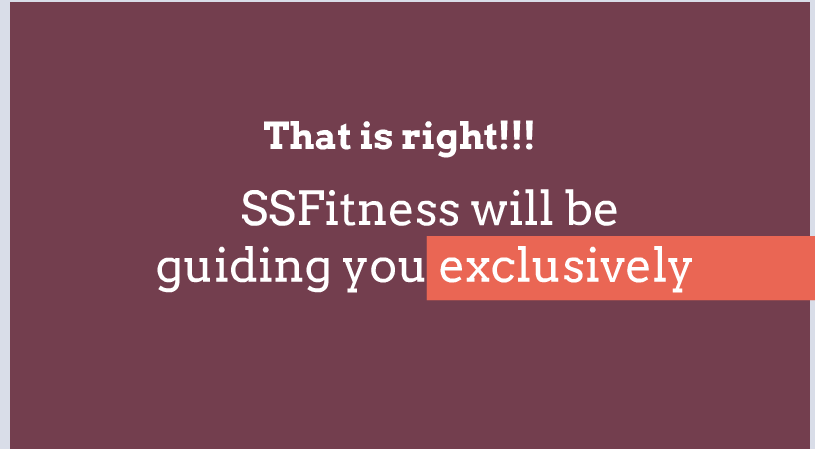 That is right!!!
SSFitness will be
guiding you exclusively